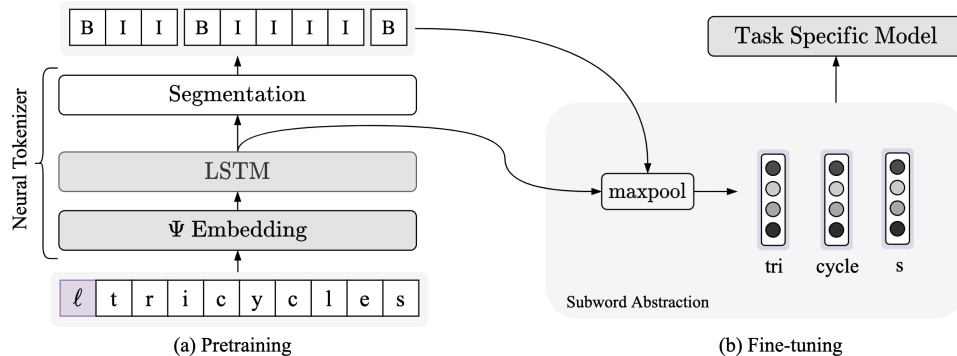 B I I B I I I I B
Segmentation
LSTM
Ψ Embedding
Neural Tokenizer
ℓ t r i c y c l e s
(a) Pretraining
Task Specific Model
maxpool
tri cycle s
Subword Abstraction
(b) Fine-tuning